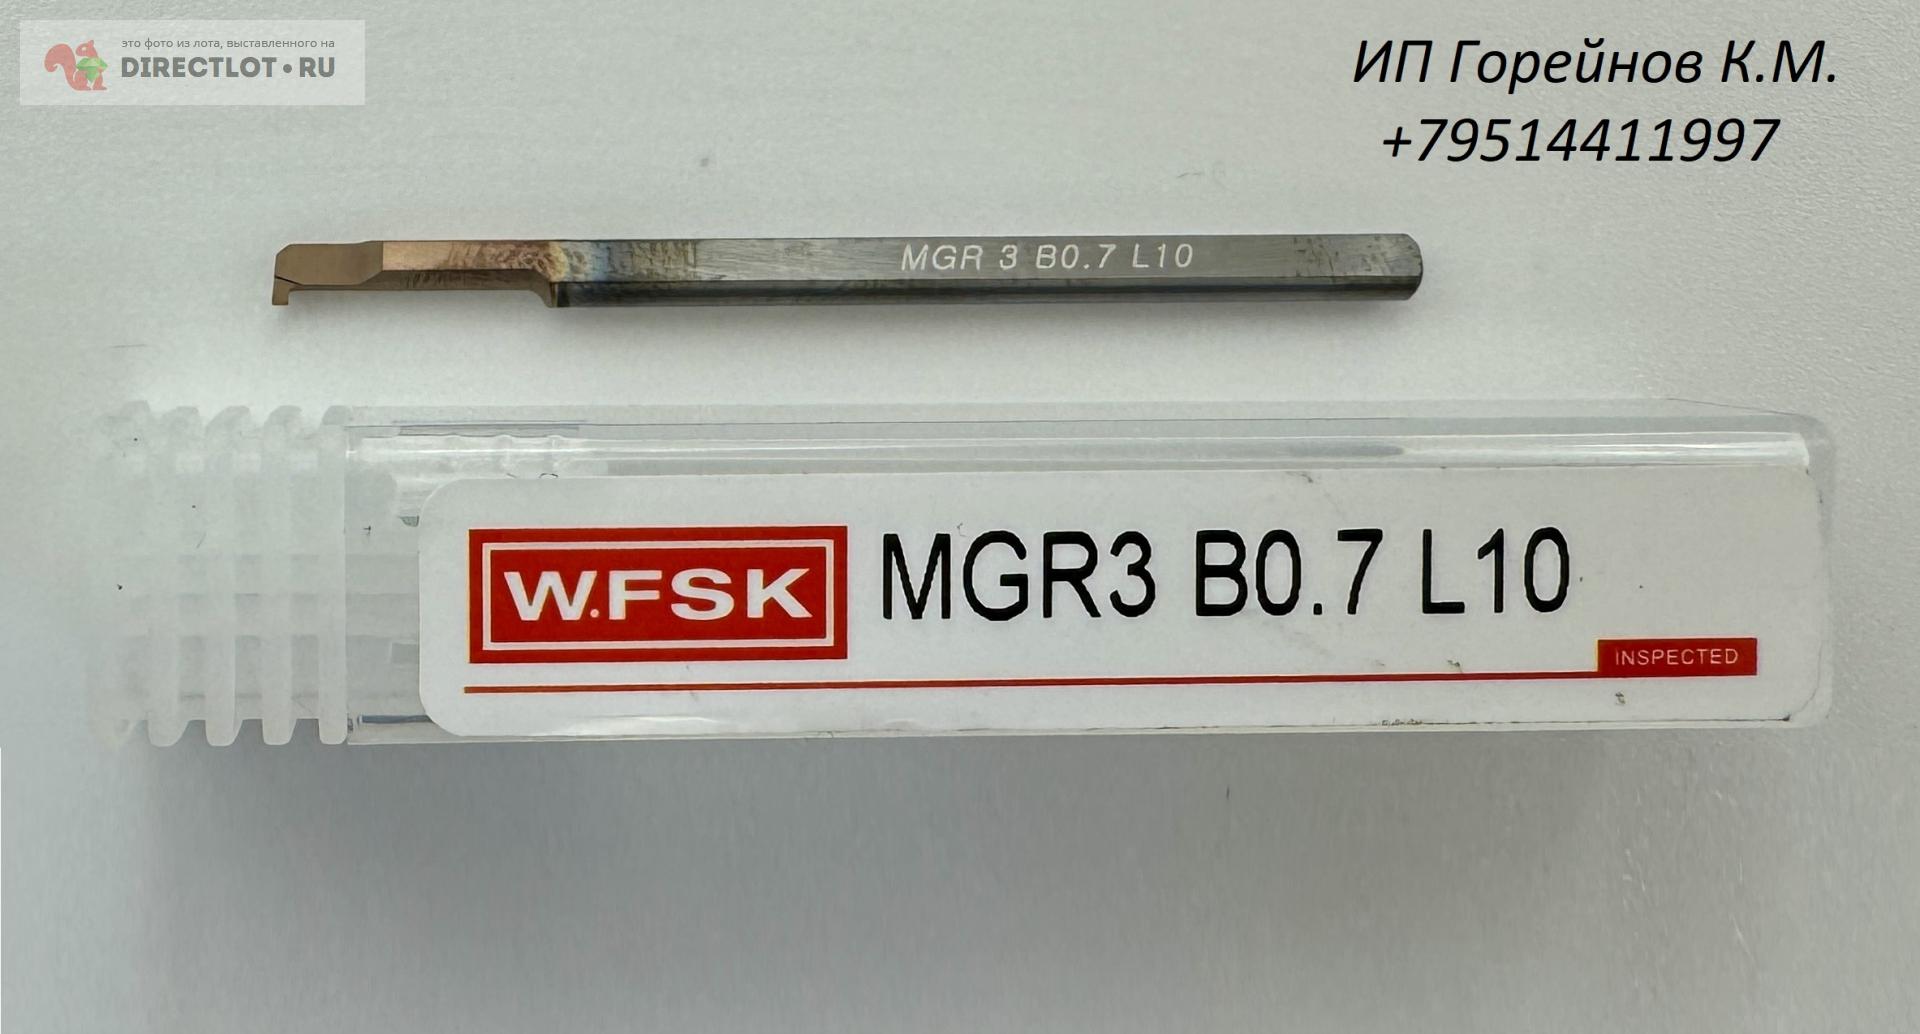 это фото из лота, выставленного на
DIRECTLOT•RU
ИП Горейнов К.М.
+79514411997
MGR 3 B0.7 L10
W.FSK
MGR3 B0.7 L10
INSPECTED